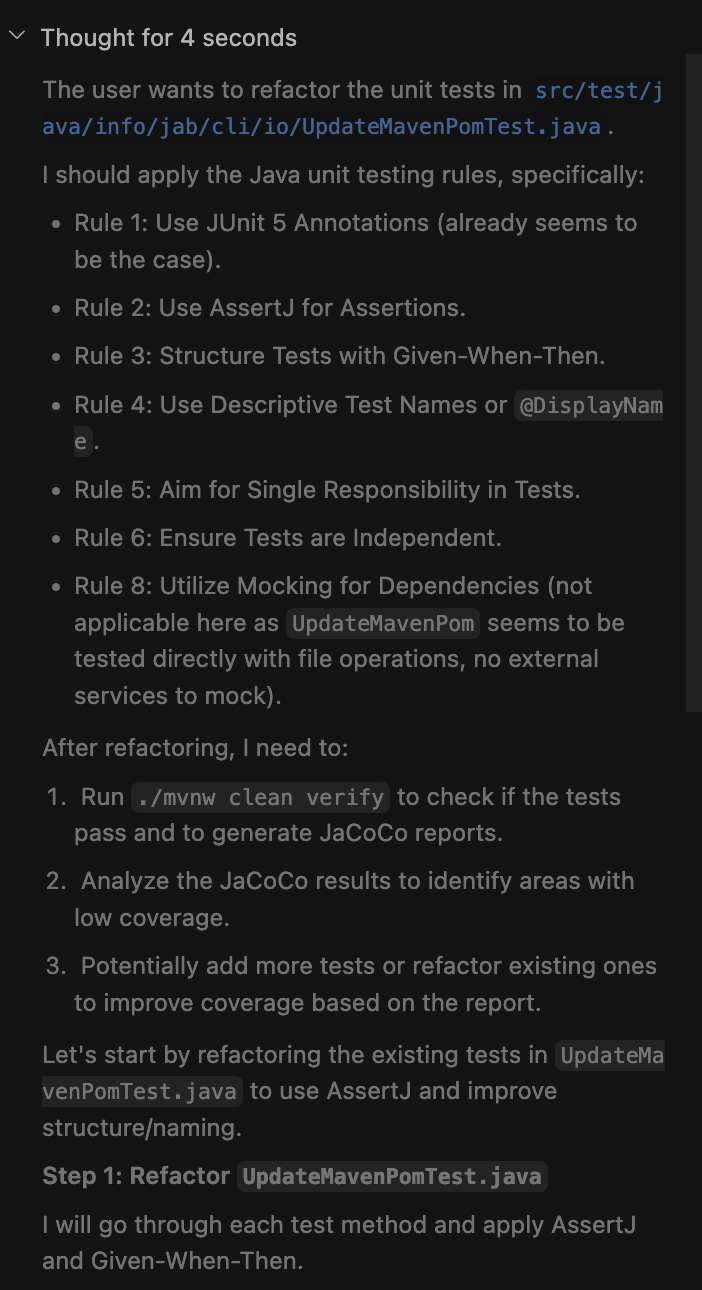 Thought for 4 seconds
The user wants to refactor the unit tests in src/test/j
ava/info/jab/cli/io/UpdateMavenPomTest.java.
I should apply the Java unit testing rules, specifically:
• Rule 1: Use JUnit 5 Annotations (already seems to
be the case).
• Rule 2: Use AssertJ for Assertions.
• Rule 3: Structure Tests with Given-When-Then.
• Rule 4: Use Descriptive Test Names or @DisplayNam
e.
• Rule 5: Aim for Single Responsibility in Tests.
• Rule 6: Ensure Tests are Independent.
• Rule 8: Utilize Mocking for Dependencies (not
applicable here as UpdateMavenPom seems to be
tested directly with file operations, no external
services to mock).
After refactoring, I need to:
1. Run ./mvnw clean verify to check if the tests
pass and to generate JaCoCo reports.
2. Analyze the JaCoCo results to identify areas with
low coverage.
3. Potentially add more tests or refactor existing ones
to improve coverage based on the report.
Let's start by refactoring the existing tests in UpdateMa
venPomTest.java to use AssertJ and improve
structure/naming.
Step 1: Refactor UpdateMavenPomTest.java
I will go through each test method and apply AssertJ
and Given-When-Then.